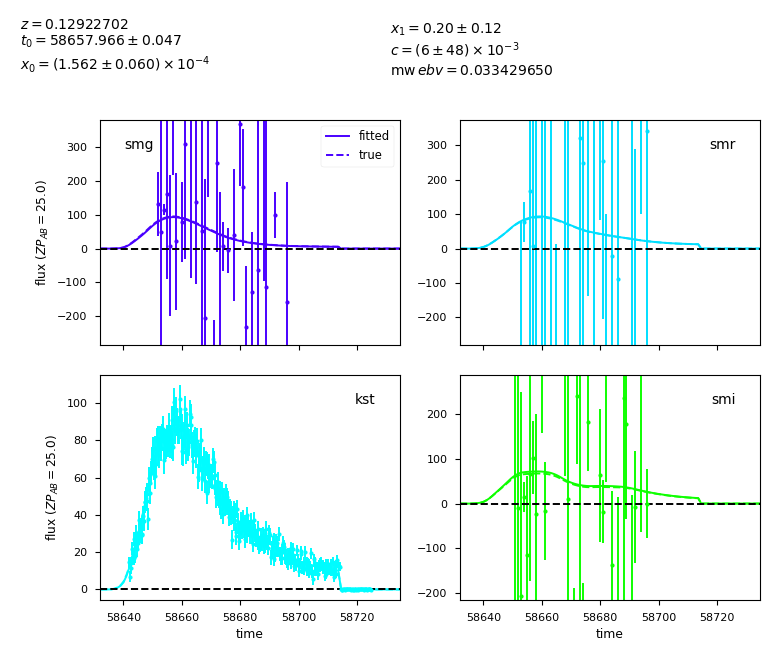 z = 0.12922702
t₀ = 58657.966 ± 0.047
x₀ = (1.562 ± 0.060) × 10⁻⁴
x₁ = 0.20 ± 0.12
c = (6 ± 48) × 10⁻³
mw ebv = 0.033429650
smg
fitted
true
300
200
100
0
−100
−200
flux (ZP_AB = 25.0)
smr
300
200
100
0
−100
−200
kst
100
80
60
40
20
0
flux (ZP_AB = 25.0)
58640 58660 58680 58700 58720
time
smi
200
100
0
−100
−200
58640 58660 58680 58700 58720
time